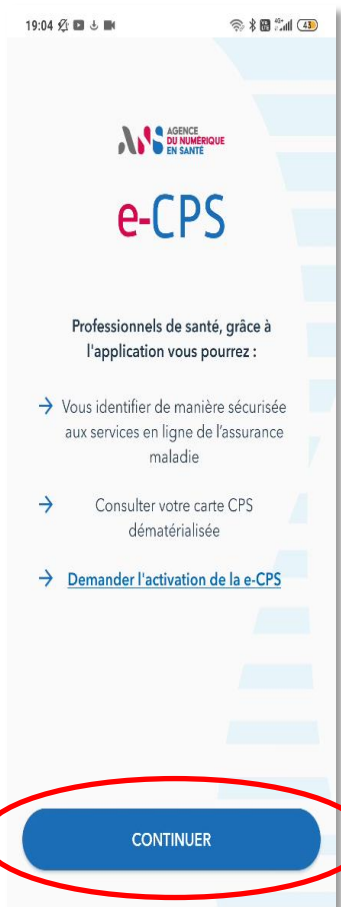 19:04 45
ANS AGENCE
DU NUMÉRIQUE
EN SANTÉ
e-CPS
Professionnels de santé, grâce à
l'application vous pourrez :
→ Vous identifier de manière sécurisée
aux services en ligne de l'assurance
maladie
→ Consulter votre carte CPS
dématérialisée
→ Demander l'activation de la e-CPS
CONTINUER